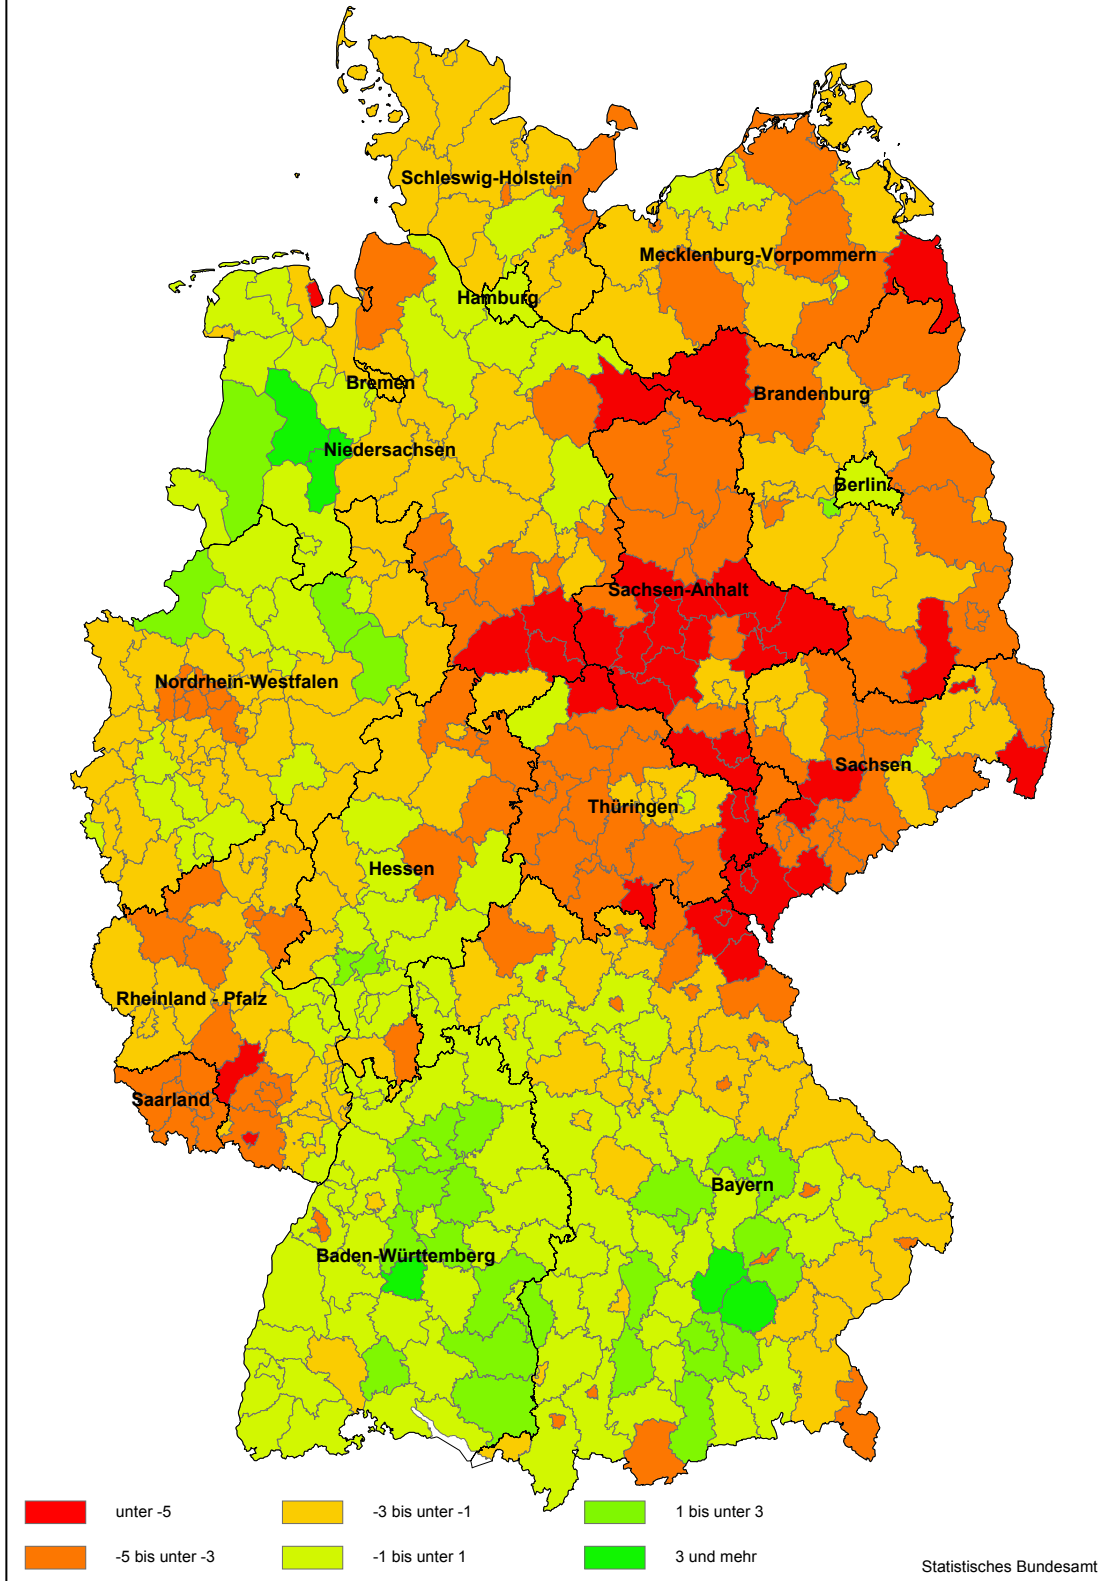 Schleswig-Holstein
Mecklenburg-Vorpommern
Hamburg
Bremen
Brandenburg
Niedersachsen
Berlin
Sachsen-Anhalt
Nordrhein-Westfalen
Sachsen
Thüringen
Hessen
Rheinland - Pfalz
Saarland
Bayern
Baden-Württemberg
unter -5
-3 bis unter -1
1 bis unter 3
-5 bis unter -3
-1 bis unter 1
3 und mehr
Statistisches Bundesamt